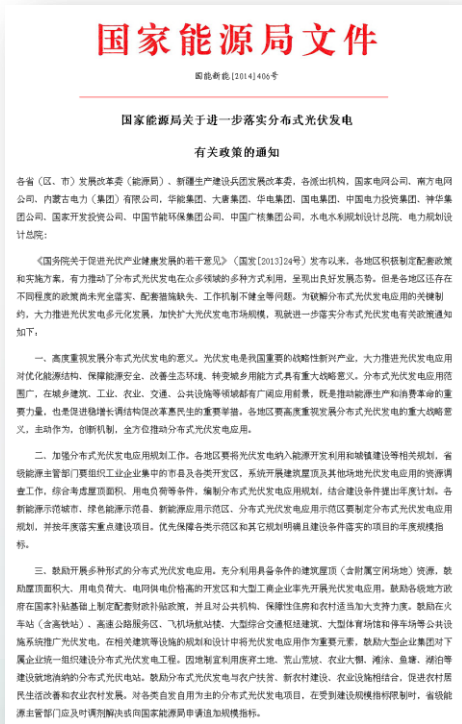 国家能源局文件
国能新能[2014]406号
国家能源局关于进一步落实分布式光伏发电
有关政策的通知
各省（区、市）发展改革委（能源局）、新疆生产建设兵团发展改革委，各派出机构，国家电网公司、南方电网
公司、内蒙古电力（集团）有限公司，华能集团、大唐集团、华电集团、国电集团、中国电力投资集团、神华集
团公司、国家开发投资公司、中国节能环保集团公司、中国广核集团公司，水电水利规划设计总院、电力规划设
计总院：
《国务院关于促进光伏产业健康发展的若干意见》（国发[2013]24号）发布以来，各地区积极制定配套政策
和实施方案，有力推动了分布式光伏发电在众多领域的多种方式利用，呈现出良好发展态势。但是各地区还存在
不同程度的政策尚未完全落实、配套措施缺失、工作机制不健全等问题。为破解分布式光伏发电应用的关键制
约，大力推进光伏发电多元化发展，加快扩大光伏发电市场规模，现就进一步落实分布式光伏发电有关政策通知
如下：
一、高度重视发展分布式光伏发电的意义。光伏发电是我国重要的战略性新兴产业，大力推进光伏发电应用
对优化能源结构、保障能源安全、改善生态环境、转变城乡用能方式具有重大战略意义。分布式光伏发电应用范
围广，在城乡建筑、工业、农业、交通、公共设施等领域都有广阔应用前景，既是推动能源生产和消费革命的重
要力量，也是促进稳增长调结构促改革惠民生的重要举措。各地区要高度重视发展分布式光伏发电的重大战略意
义，主动作为，创新机制，全方位推动分布式光伏发电应用。
二、加强分布式光伏发电应用规划工作。各地区要将光伏发电纳入能源开发利用和城镇建设等相关规划，省
级能源主管部门要组织工业企业集中的市县及各类开发区，系统开展建筑屋顶及其他场地光伏发电应用的资源调
查工作，综合考虑屋顶面积、用电负荷等条件，编制分布式光伏发电应用规划，结合建设条件提出年度计划。各
新能源示范城市、绿色能源示范县、新能源应用示范区、分布式光伏发电应用示范区要制定分布式光伏发电应用
规划，并按年度落实重点建设项目。优先保障各类示范区和其它规划明确且建设条件落实的项目的年度规模指
标。
三、鼓励开展多种形式的分布式光伏发电应用。充分利用具备条件的建筑屋顶（含附属空闲场地）资源，鼓
励屋顶面积大、用电负荷大、电网供电价格高的开发区和大型工商企业率先开展光伏发电应用。鼓励各级地方政
府在国家补贴基础上制定配套财政补贴政策，并且对公共机构、保障性住房和农村适当加大支持力度。鼓励在火
车站（含高铁站）、高速公路服务区、飞机场航站楼、大型综合交通枢纽建筑、大型体育场馆和停车场等公共设
施系统推广光伏发电，在相关建筑等设施的规划和设计中将光伏发电应用作为重要元素，鼓励大型企业集团对下
属企业统一组织建设分布式光伏发电工程。因地制宜利用废弃土地、荒山荒坡、农业大棚、滩涂、鱼塘、湖泊等
建设就地消纳的分布式光伏电站。鼓励分布式光伏发电与农户扶贫、新农村建设、农业设施相结合，促进农村居
民生活改善和农业农村发展。对各类自发自用为主的分布式光伏发电项目，在受到建设规模指标限制时，省级能
源主管部门应及时调剂解决或向国家能源局申请追加规模指标。